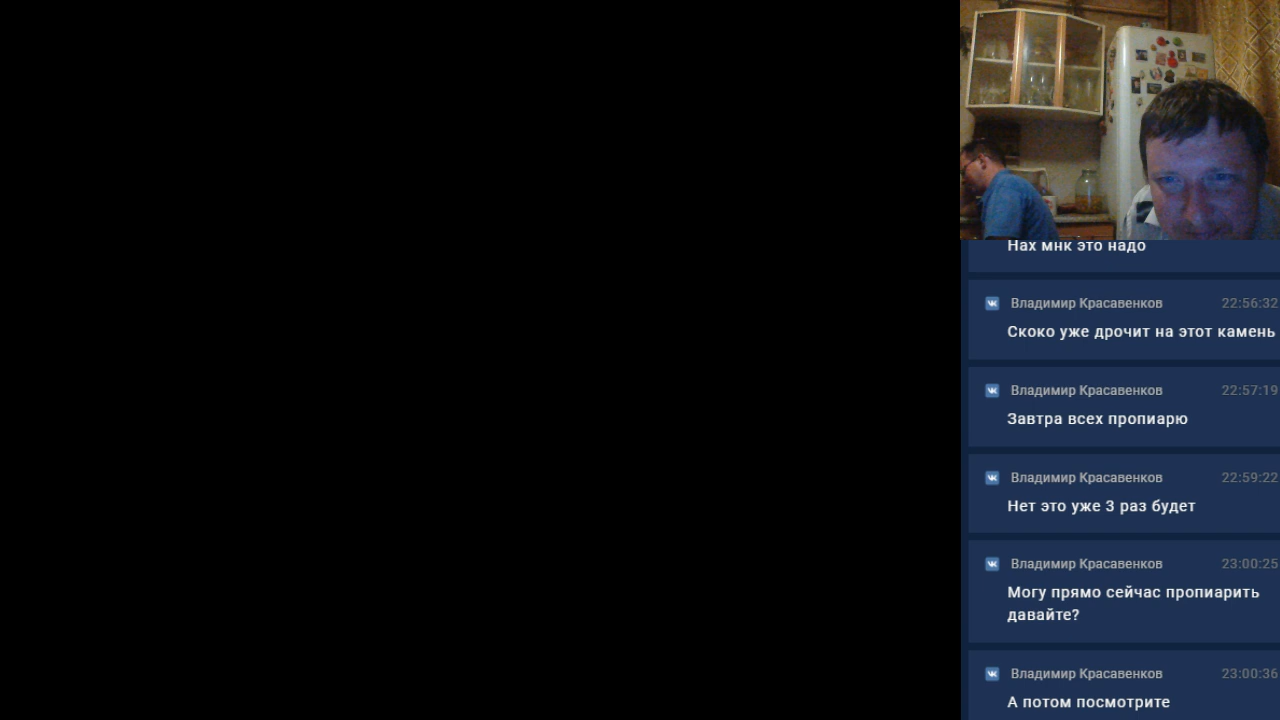 Нах мнк это надо
Владимир Красавенков 22:56:32
Скоко уже дрочит на этот камень
Владимир Красавенков 22:57:19
Завтра всех пропиарю
Владимир Красавенков 22:59:22
Нет это уже 3 раз будет
Владимир Красавенков 23:00:25
Могу прямо сейчас пропиарить
давайте?
Владимир Красавенков 23:00:36
А потом посмотрите